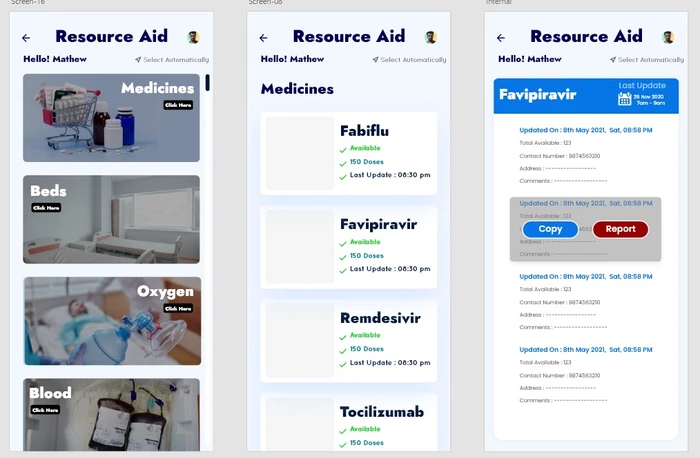 Screen-16
Resource Aid
Hello! Mathew
Select Automatically
Medicines
Click Here
Beds
Click Here
Oxygen
Click Here
Blood
Click Here
Screen-08
Resource Aid
Hello! Mathew
Select Automatically
Medicines
Fabiflu
Available
150 Doses
Last Update : 08:30 pm
Favipiravir
Available
150 Doses
Last Update : 08:30 pm
Remdesivir
Available
150 Doses
Last Update : 08:30 pm
Tocilizumab
Available
150 Doses
Internal
Resource Aid
Hello! Mathew
Select Automatically
Favipiravir
Last Update
28 Nov 2020
7am - 9am
Updated On : 8th May 2021, Sat, 08:58 PM
Total Available : 123
Contact Number : 9874563210
Address : ------------------
Comments : ------------------
Updated On : 8th May 2021, Sat, 08:58 PM
Total Available : 123
Copy
Report
Address : ------------------
Comments : ------------------
Updated On : 8th May 2021, Sat, 08:58 PM
Total Available : 123
Contact Number : 9874563210
Address : ------------------
Comments : ------------------
Updated On : 8th May 2021, Sat, 08:58 PM
Total Available : 123
Contact Number : 9874563210
Address : ------------------
Comments : ------------------